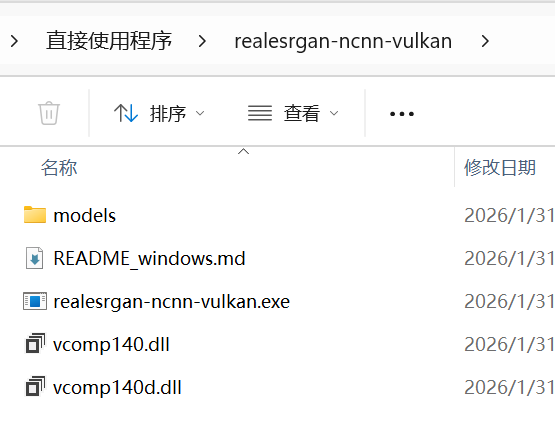 直接使用程序 realesrgan-ncnn-vulkan
排序 查看
名称 修改日期
models 2026/1/31
README_windows.md 2026/1/31
realesrgan-ncnn-vulkan.exe 2026/1/31
vcomp140.dll 2026/1/31
vcomp140d.dll 2026/1/31